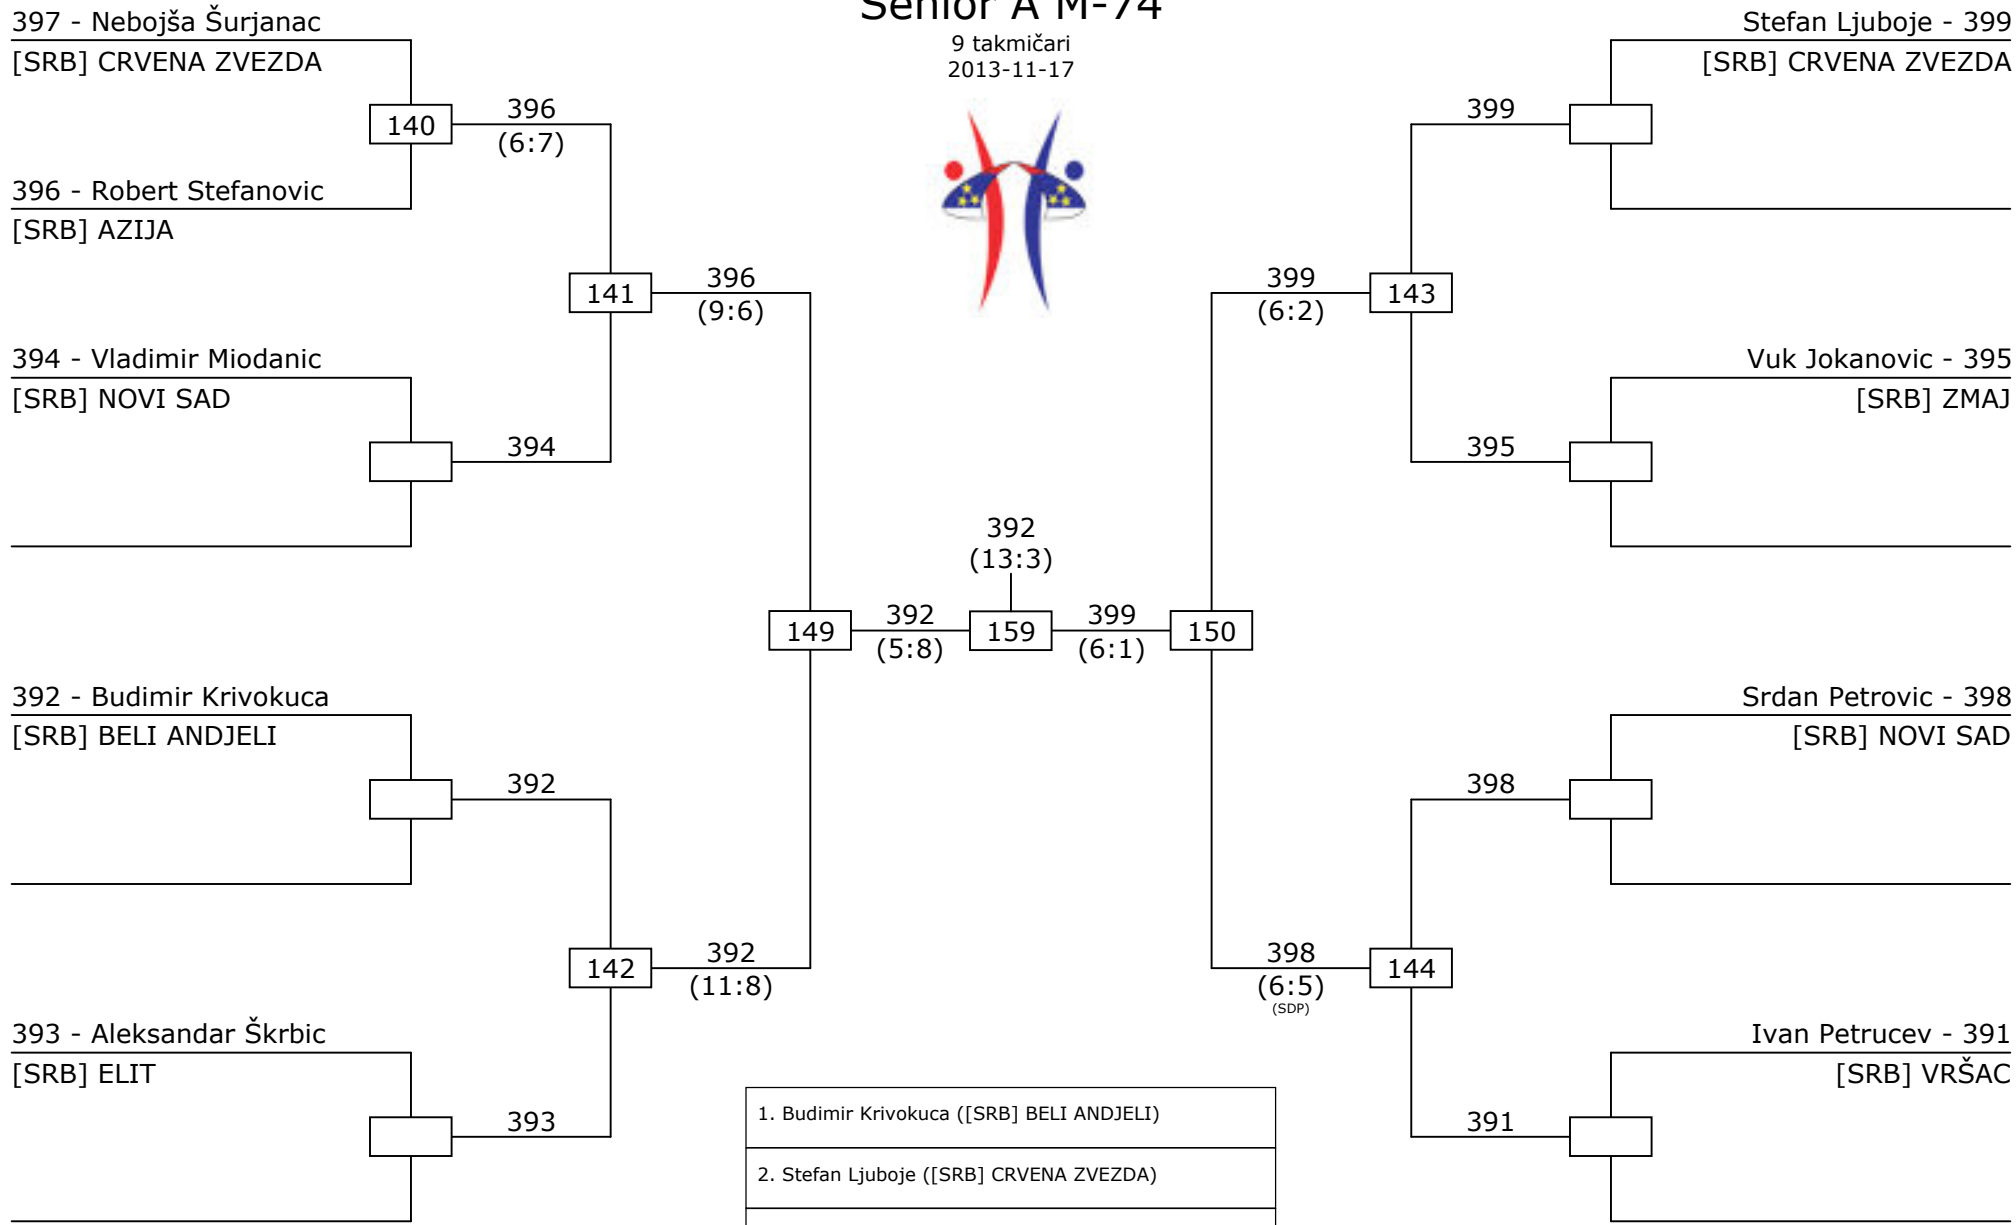 Senior A M-74
9 takmičari
2013-11-17
397 - Nebojša Šurjanac
[SRB] CRVENA ZVEZDA
140
396
(6:7)
396 - Robert Stefanovic
[SRB] AZIJA
141
396
(9:6)
394 - Vladimir Miodanic
[SRB] NOVI SAD
394
392 - Budimir Krivokuca
[SRB] BELI ANDJELI
392
142
392
(11:8)
393 - Aleksandar Škrbic
[SRB] ELIT
393
149
392
(5:8)
392
(13:3)
159
399
(6:1)
150
Stefan Ljuboje - 399
[SRB] CRVENA ZVEZDA
399
399
(6:2)
143
Vuk Jokanovic - 395
[SRB] ZMAJ
395
Srdan Petrovic - 398
[SRB] NOVI SAD
398
398
(6:5)
(SDP)
144
Ivan Petrucev - 391
[SRB] VRŠAC
391
1. Budimir Krivokuca ([SRB] BELI ANDJELI)
2. Stefan Ljuboje ([SRB] CRVENA ZVEZDA)